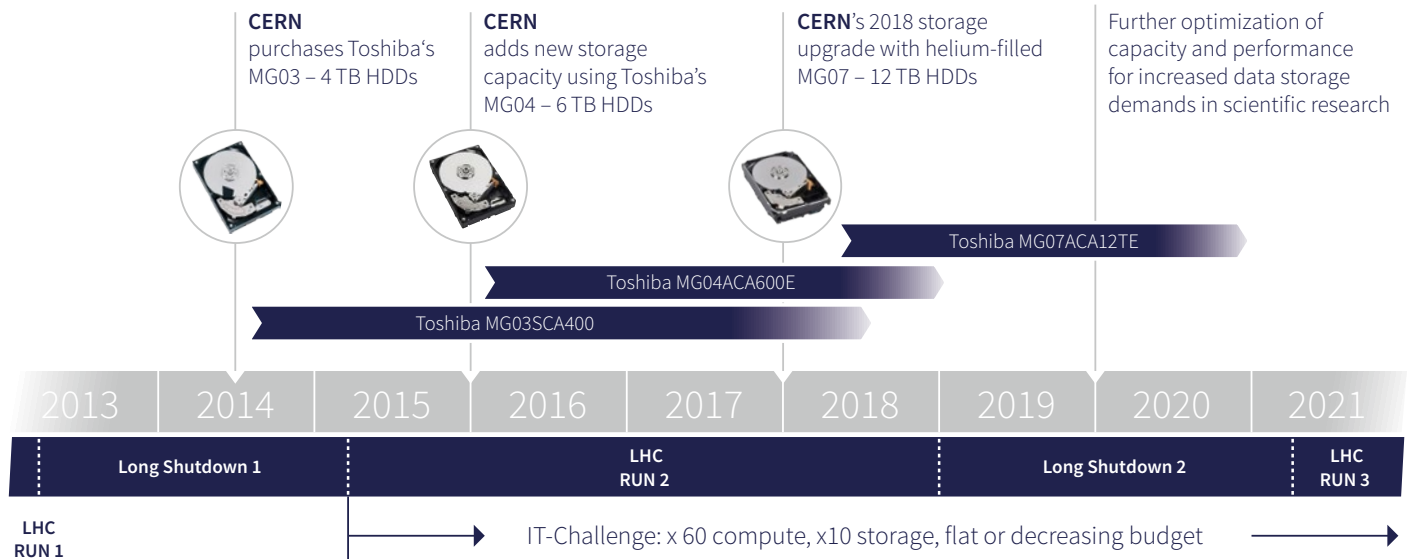 CERN
purchases Toshiba‘s
MG03 – 4 TB HDDs
CERN
adds new storage
capacity using Toshiba’s
MG04 – 6 TB HDDs
CERN’s 2018 storage
upgrade with helium-filled
MG07 – 12 TB HDDs
Further optimization of
capacity and performance
for increased data storage
demands in scientific research
Toshiba MG07ACA12TE
Toshiba MG04ACA600E
Toshiba MG03SCA400
2013 2014 2015 2016 2017 2018 2019 2020 2021
Long Shutdown 1
LHC
RUN 2
Long Shutdown 2
LHC
RUN 3
LHC
RUN 1
IT-Challenge: x 60 compute, x10 storage, flat or decreasing budget